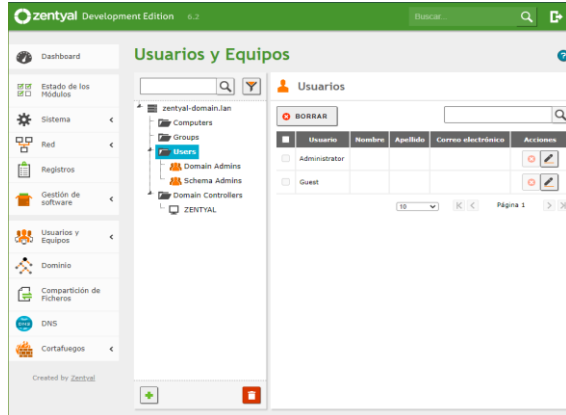 zentyal Development Edition 6.2
Buscar...
Dashboard
Estado de los
Módulos
Sistema
Red
Registros
Gestión de
software
Usuarios y
Equipos
Dominio
Compartición de
Ficheros
DNS
Cortafuegos
Created by Zentyal
Usuarios y Equipos
zentyal-domain.lan
Computers
Groups
Users
Domain Admins
Schema Admins
Domain Controllers
ZENTYAL
Usuarios
BORRAR
Usuario Nombre Apellido Correo electrónico Acciones
Administrator
Guest
10 Página 1